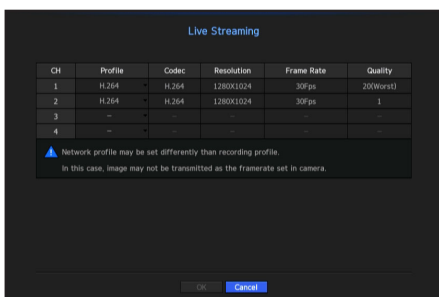 Live Streaming
CH Profile Codec Resolution Frame Rate Quality
1 H.264 H.264 1280X1024 30Fps 20(Worst)
2 H.264 H.264 1280X1024 30Fps 1
3 - - - - -
4 - - - - -
Network profile may be set differently than recording profile.
In this case, image may not be transmitted as the framerate set in camera.
OK Cancel